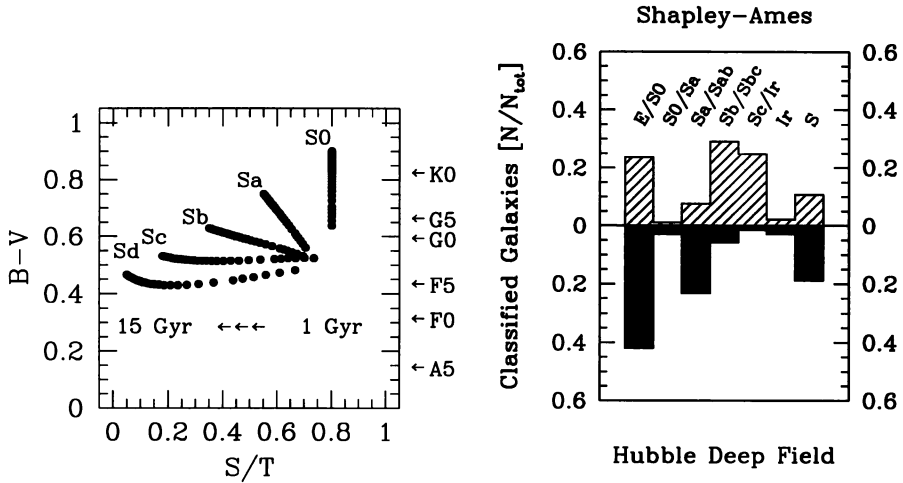 1
0.8
0.6
0.4
0.2
0
B-V
S0
Sa
Sb
Sc
Sd
15 Gyr ←←← 1 Gyr
0 0.2 0.4 0.6 0.8 1
S/T
←K0
←G5
←G0
←F5
←F0
←A5
Shapley-Ames
Classified Galaxies [N/Ntot]
0.6
0.4
0.2
0
0.2
0.4
0.6
E/S0
S0/Sa
Sa/Sab
Sb/Sbc
Sc/Ir
Ir
S
0.6
0.4
0.2
0
0.2
0.4
0.6
Hubble Deep Field